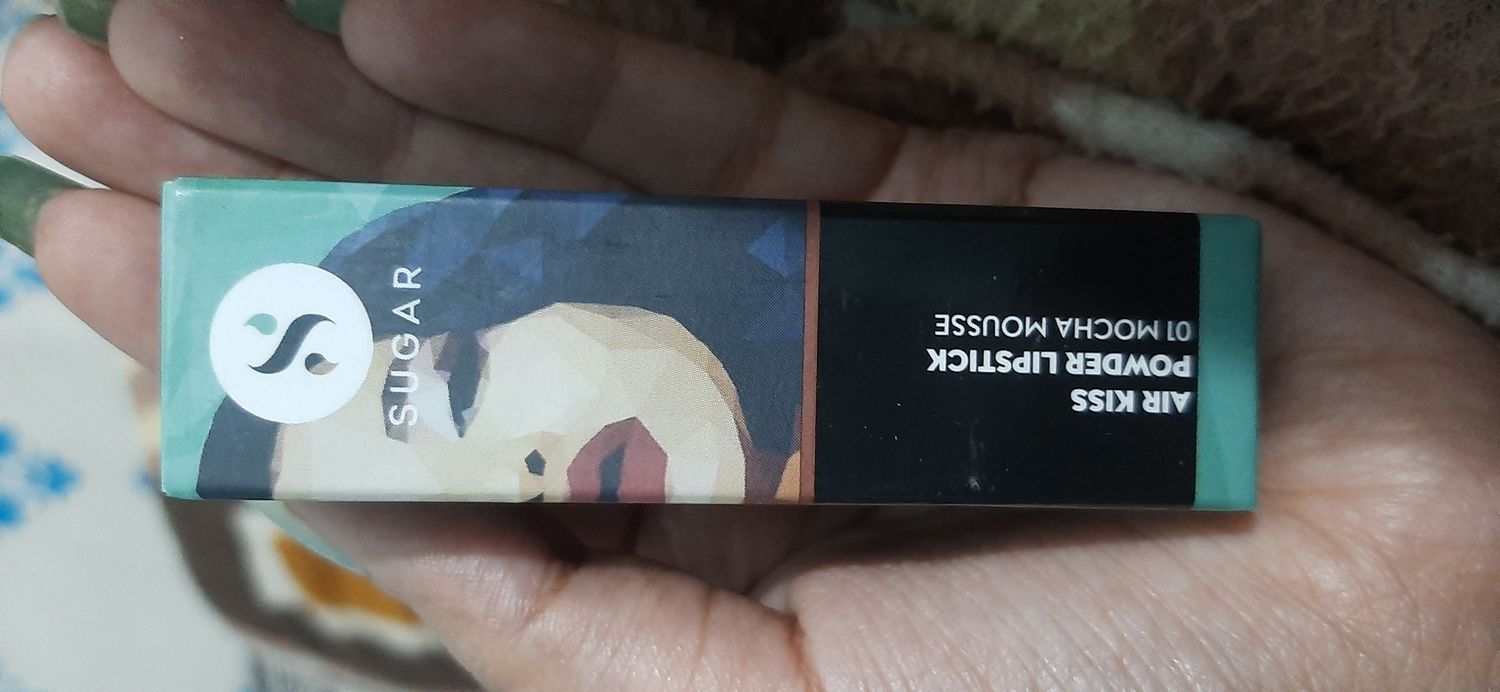 SUGAR
AIR KISS
POWDER LIPSTICK
01 MOCHA MOUSSE